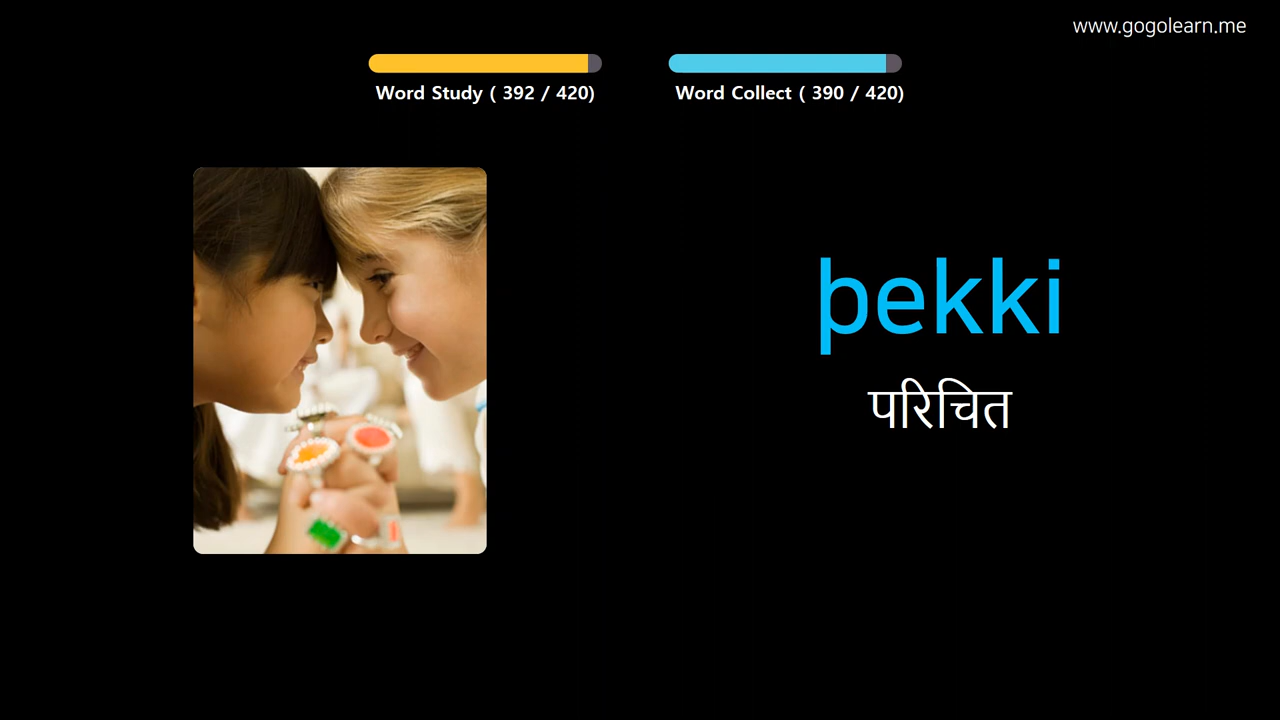 www.gogolearn.me
Word Study ( 392 / 420)
Word Collect ( 390 / 420)
þekki
परिचित